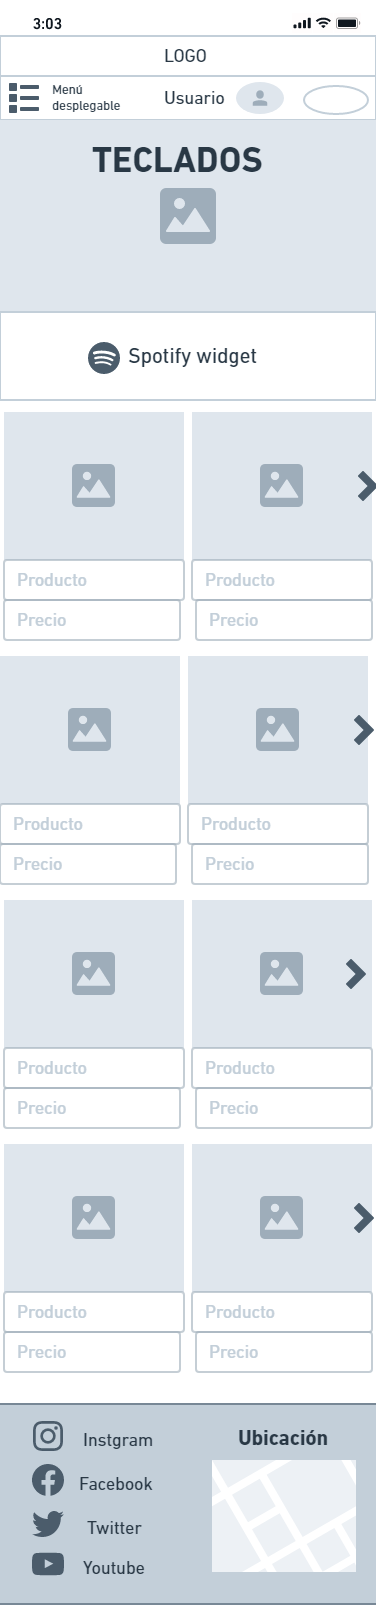 3:03
LOGO
Menú
desplegable
Usuario
TECLADOS
Spotify widget
Producto Producto
Precio Precio
Producto Producto
Precio Precio
Producto Producto
Precio Precio
Producto Producto
Precio Precio
Instgram
Facebook
Twitter
Youtube
Ubicación